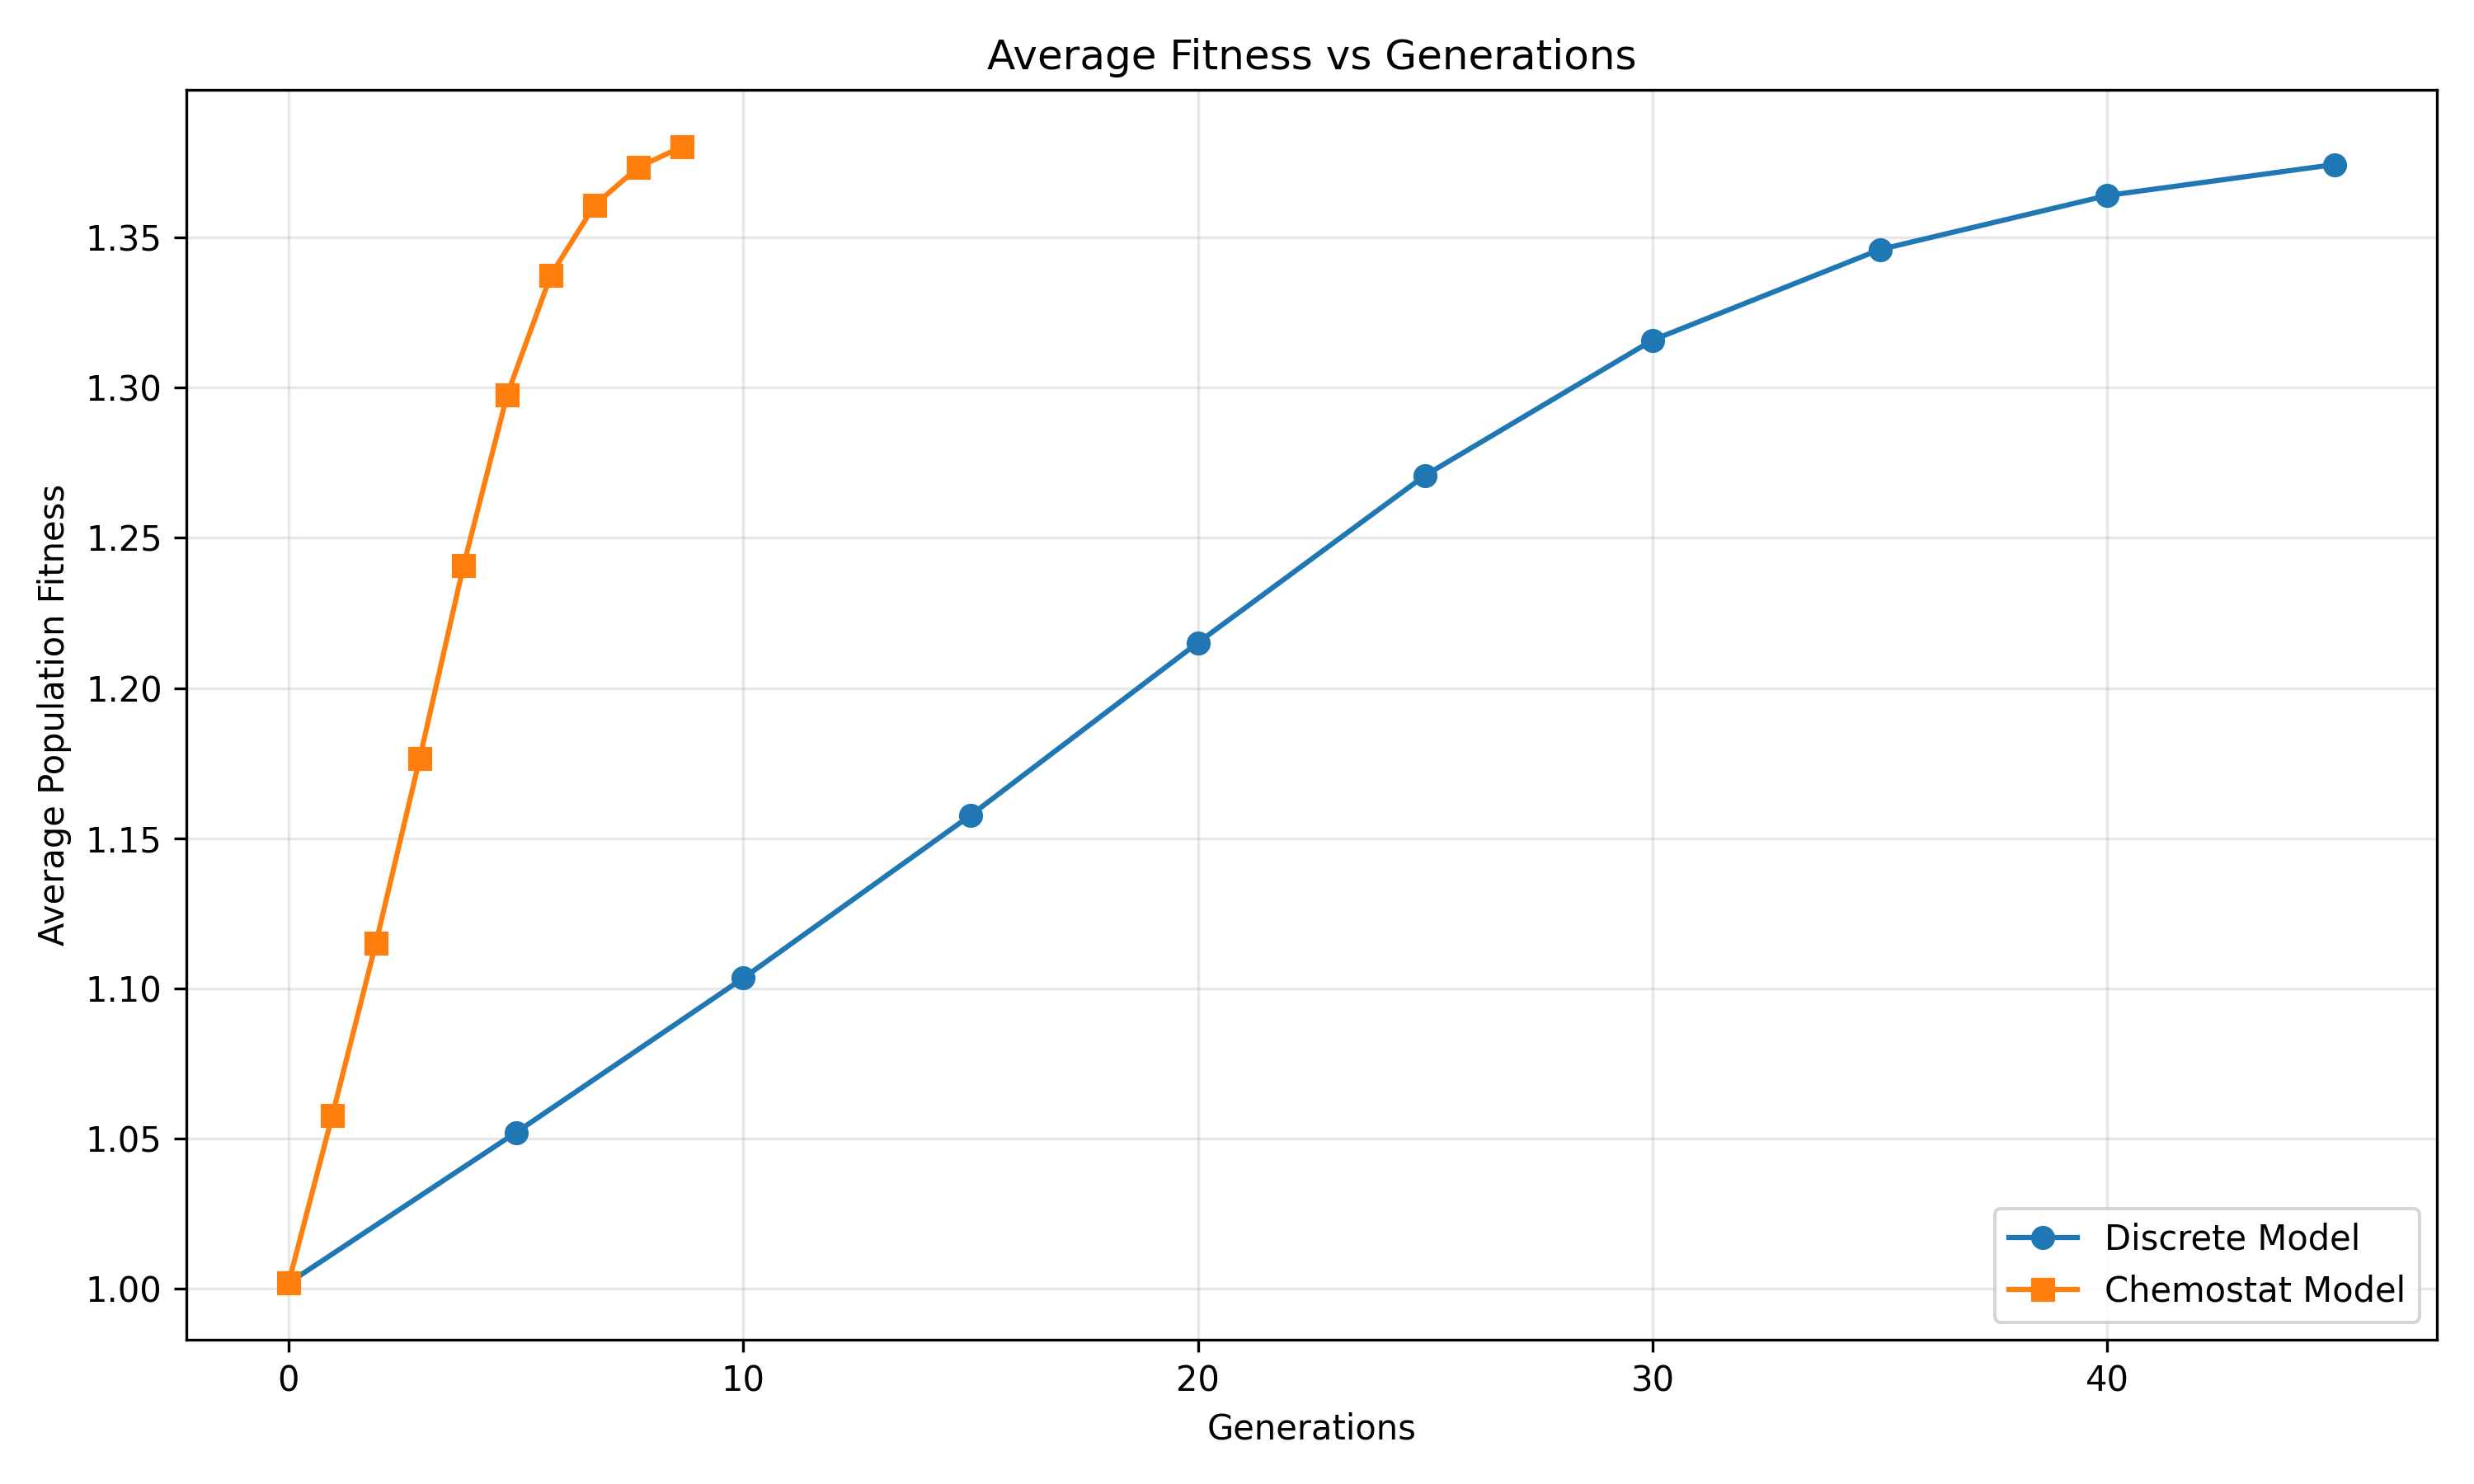 Average Fitness vs Generations
Average Population Fitness
1.35
1.30
1.25
1.20
1.15
1.10
1.05
1.00
0
10
20
30
40
Generations
Discrete Model
Chemostat Model